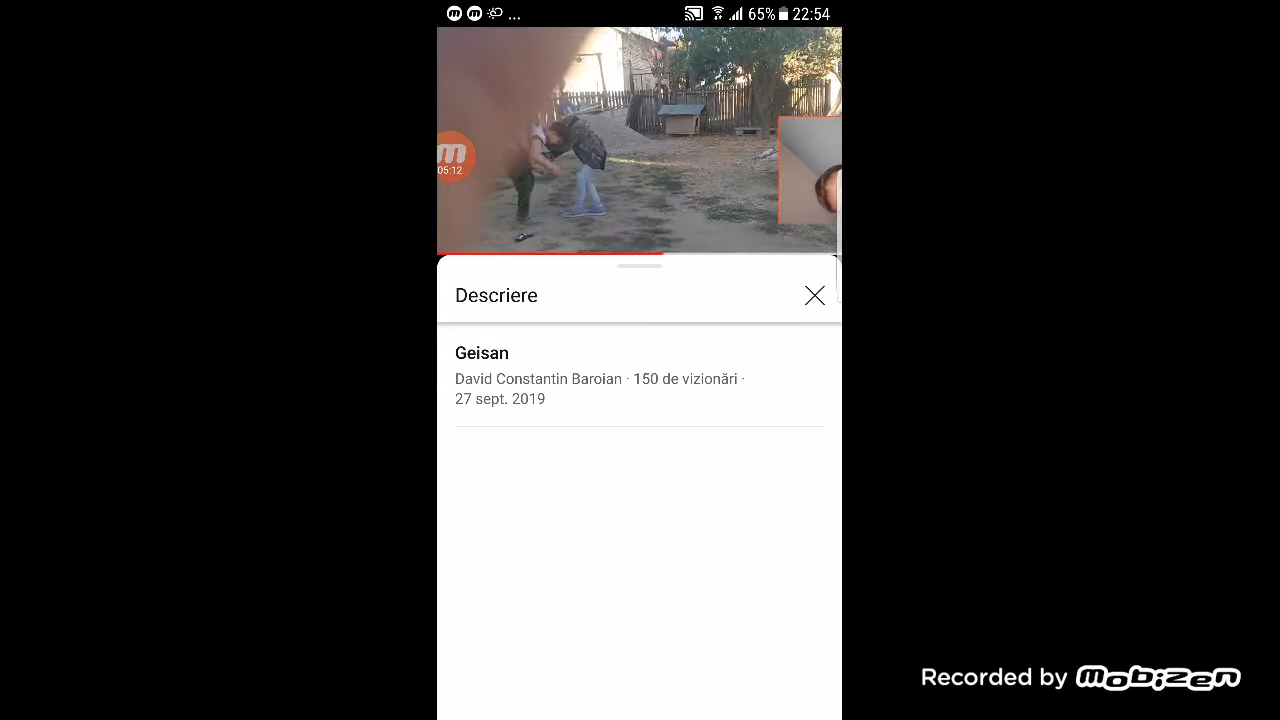 m m ... 65% 22:54
m
05:12
Descriere
Geisan
David Constantin Baroian · 150 de vizionări ·
27 sept. 2019
Recorded by mobizen